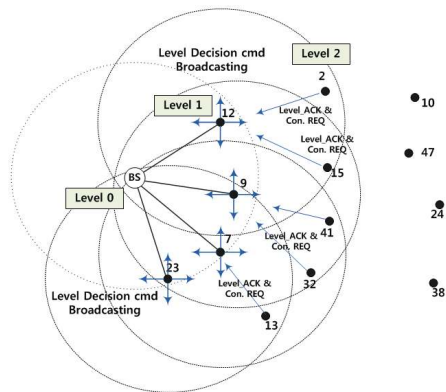 Level Decision cmd
Broadcasting
Level 2
2
10
Level 1
12
Level_ACK &
Con. REQ
Level_ACK &
Con. REQ
47
15
BS
9
Level 0
24
41
7
Level_ACK &
Con. REQ
23
32
Level_ACK &
Con. REQ
38
Level Decision cmd
Broadcasting
13